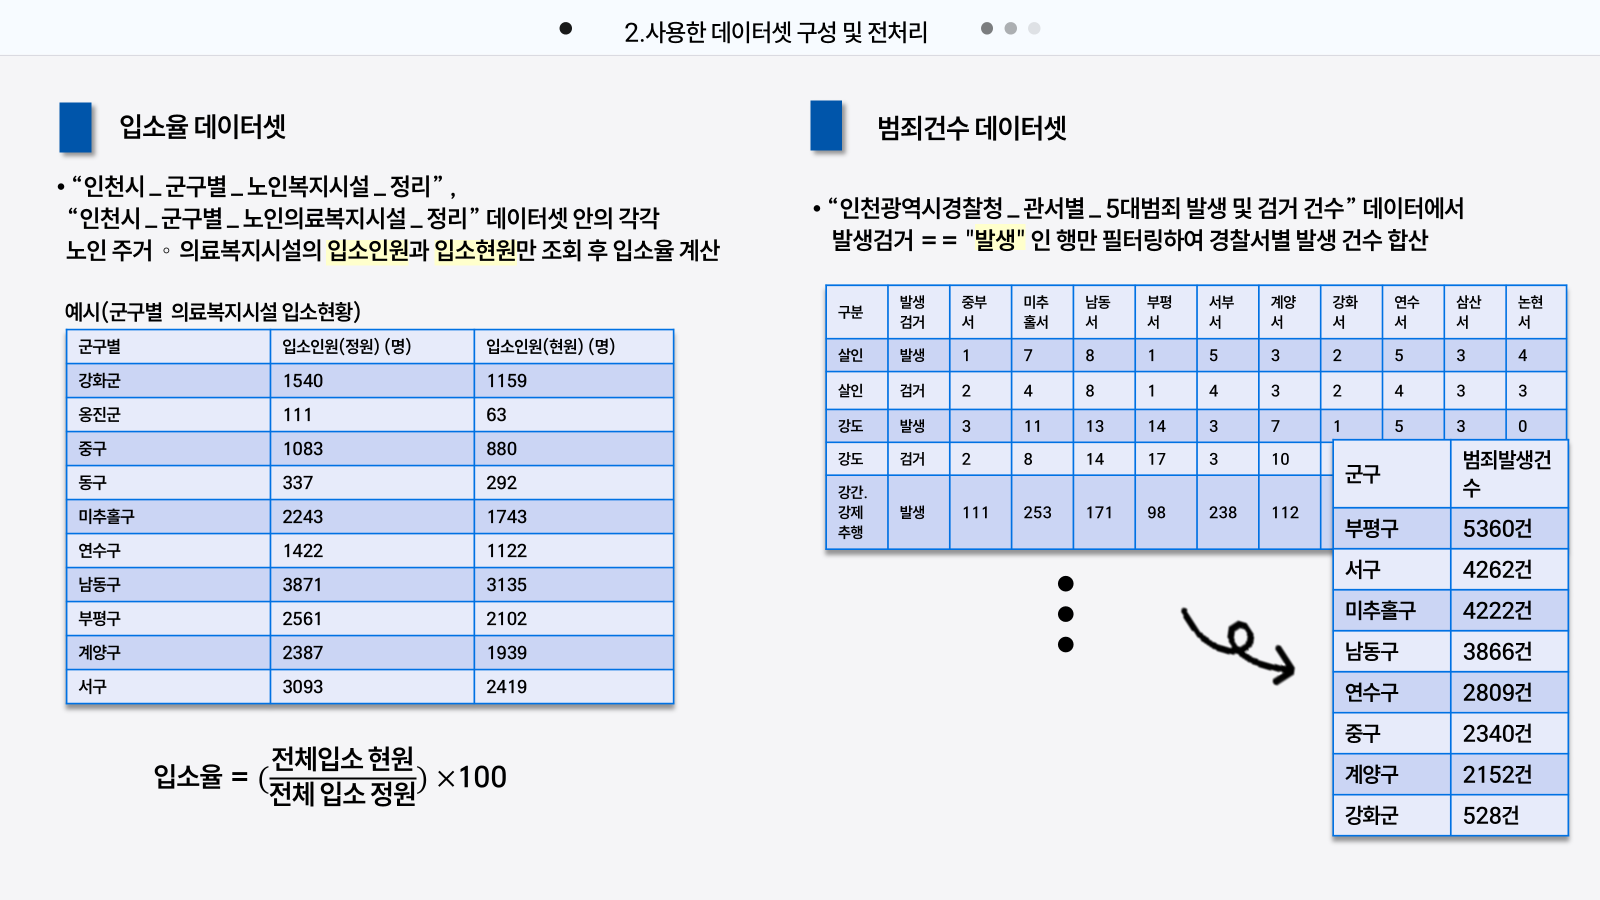 2.사용한 데이터셋 구성 및 전처리
입소율 데이터셋
• “인천시_군구별_노인복지시설_정리” ,
“인천시_군구별_노인의료복지시설_정리” 데이터셋 안의 각각
노인 주거 ◦ 의료복지시설의 입소인원과 입소현원만 조회 후 입소율 계산
예시(군구별 의료복지시설 입소현황)
군구별 입소인원(정원) (명) 입소인원(현원) (명)
강화군 1540 1159
옹진군 111 63
중구 1083 880
동구 337 292
미추홀구 2243 1743
연수구 1422 1122
남동구 3871 3135
부평구 2561 2102
계양구 2387 1939
서구 3093 2419
입소율 = (전체입소 현원
전체 입소 정원) ×100
범죄건수 데이터셋
• “인천광역시경찰청_관서별_5대범죄 발생 및 검거 건수” 데이터에서
발생검거 == "발생" 인 행만 필터링하여 경찰서별 발생 건수 합산
구분 발생 중부 미추 남동 부평 서부 계양 강화 연수 삼산 논현
검거 서 홀서 서 서 서 서 서 서 서 서
살인 발생 1 7 8 1 5 3 2 5 3 4
살인 검거 2 4 8 1 4 3 2 4 3 3
강도 발생 3 11 13 14 3 7 1 5 3 0
강도 검거 2 8 14 17 3 10
강간.
강제 발생 111 253 171 98 238 112
추행
군구 범죄발생건
수
부평구 5360건
서구 4262건
미추홀구 4222건
남동구 3866건
연수구 2809건
중구 2340건
계양구 2152건
강화군 528건